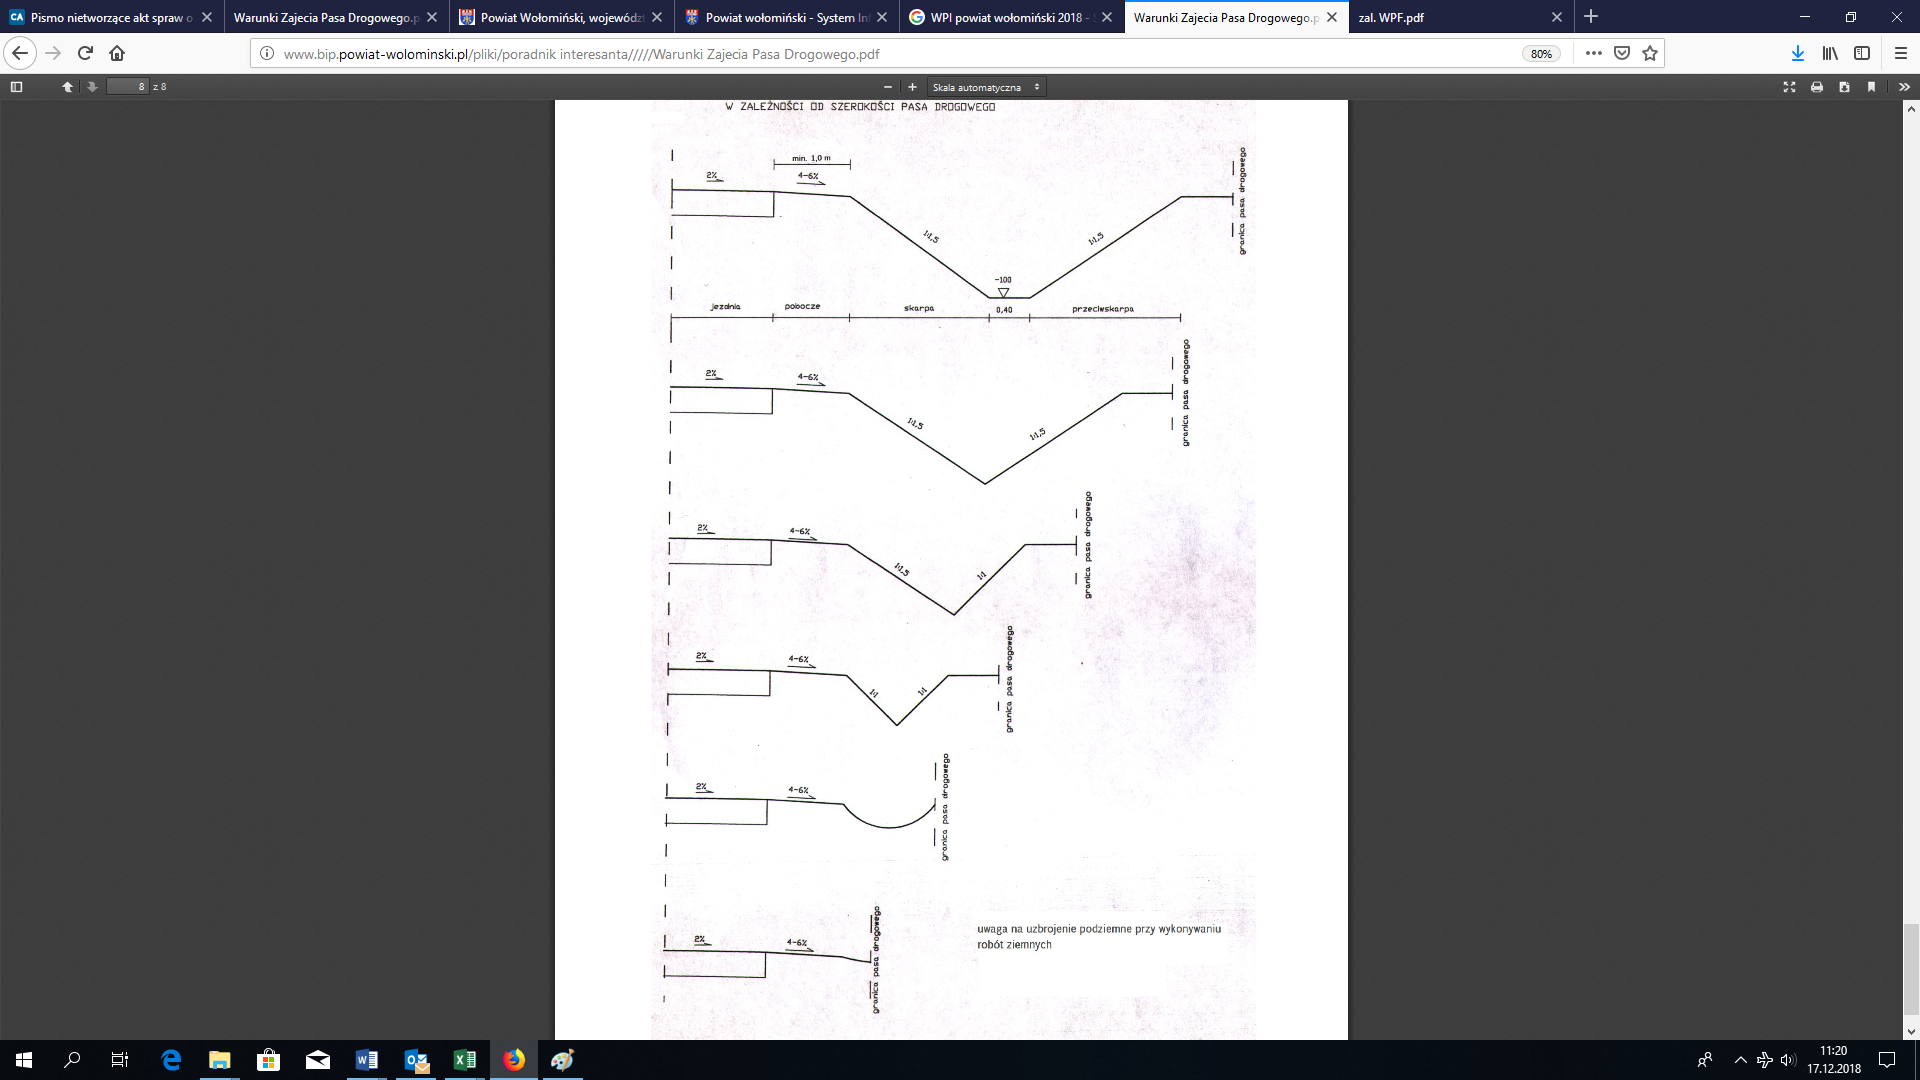 Pismo nietworzące akt spraw o
Warunki Zajecia Pasa Drogowego.p
Powiat Wołomiński, wojewódz
Powiat wołomiński - System In
WPI powiat wołomiński 2018 - S
Warunki Zajecia Pasa Drogowego.p
zal. WPF.pdf
www.bip.powiat-wolominski.pl/pliki/poradnik interesanta/////Warunki Zajecia Pasa Drogowego.pdf
80%
8 z 8
Skala automatyczna
W ZALEŻNOŚCI OD SZEROKOŚCI PASA DROGOWEGO
min. 1,0 m
2%
4-6%
1:1,5
1:1,5
-100
granica pasa drogowego
jezdnia
pobocze
skarpa
0,40
przeciwskarpa
2%
4-6%
1:1,5
1:1,5
granica pasa drogowego
2%
4-6%
1:1,5
1:1
granica pasa drogowego
2%
4-6%
1:1
1:1
granica pasa drogowego
2%
4-6%
granica pasa drogowego
2%
4-6%
granica pasa drogowego
uwaga na uzbrojenie podziemne przy wykonywaniu
robót ziemnych
11:20
17.12.2018